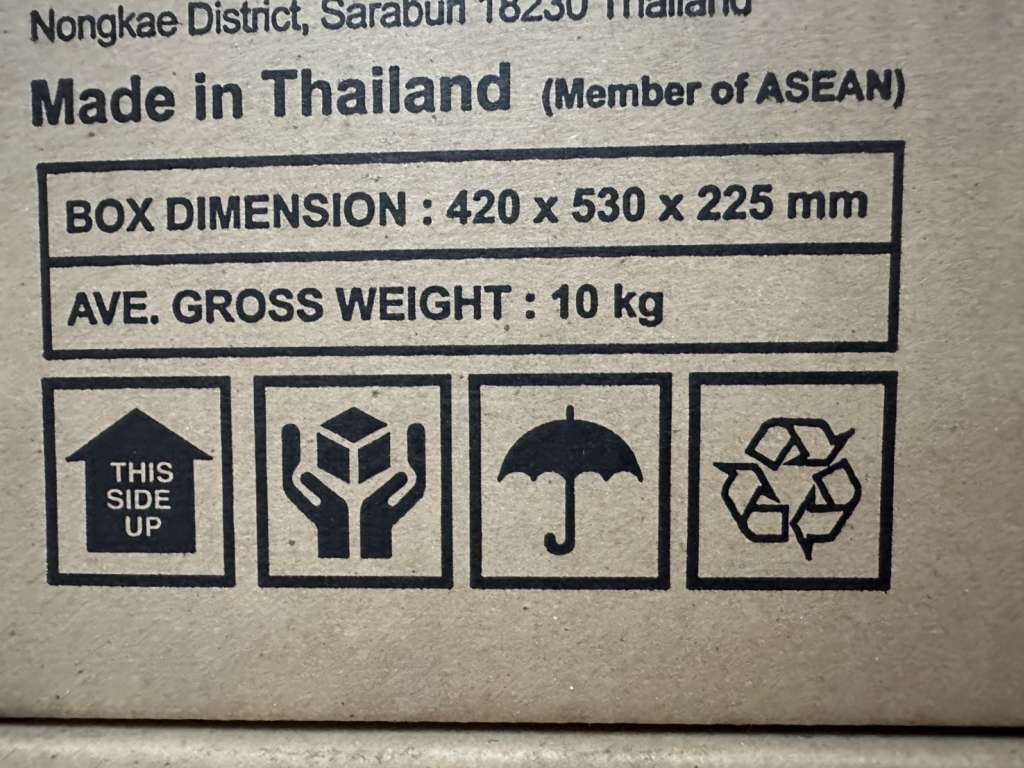 Nongkae District, Saraburi 18230 Thailand
Made in Thailand (Member of ASEAN)
BOX DIMENSION : 420 x 530 x 225 mm
AVE. GROSS WEIGHT : 10 kg
THIS
SIDE
UP